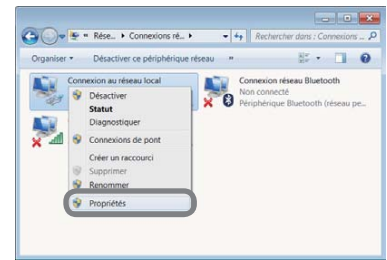 Rése... ▸ Connexions ré... ▸
Rechercher dans : Connexions ...
Organiser ▾ Désactiver ce périphérique réseau »
Connexion au réseau local
Connexion réseau Bluetooth
Non connecté
Périphérique Bluetooth (réseau pe...
Désactiver
Statut
Diagnostiquer
Connexions de pont
Créer un raccourci
Supprimer
Renommer
Propriétés